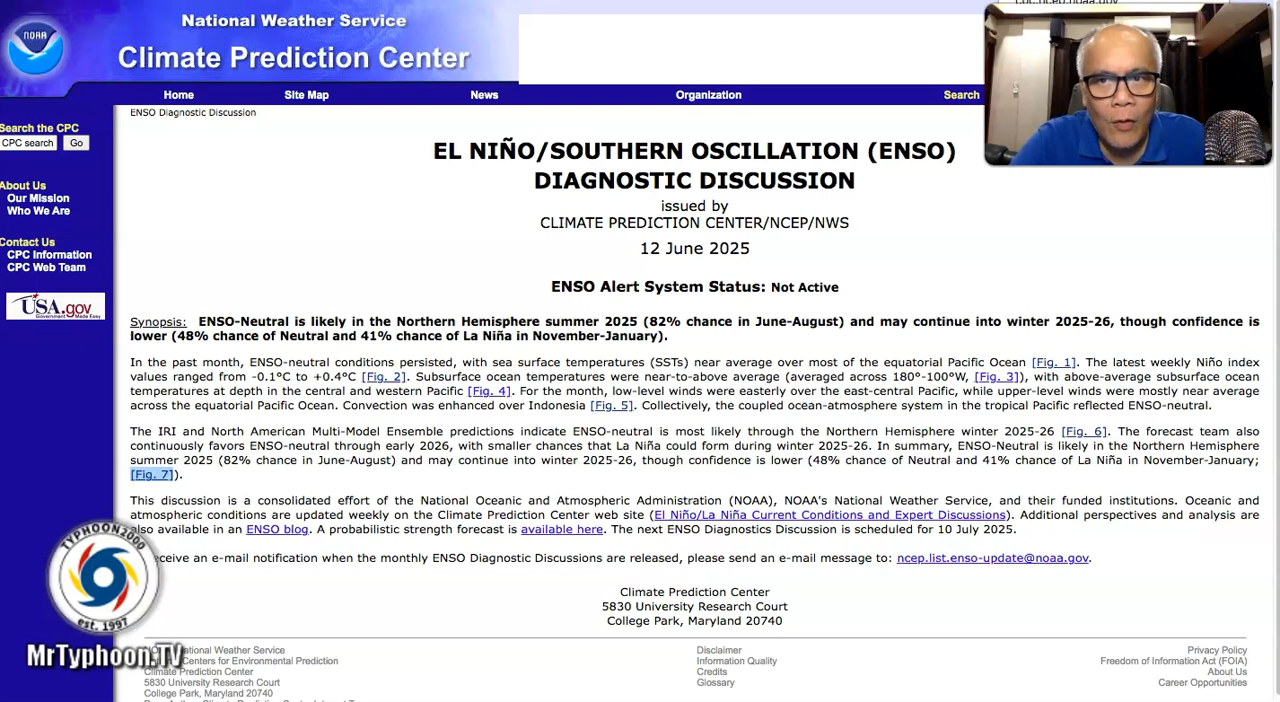 cpc.ncep.noaa.gov
NOAA
National Weather Service
Climate Prediction Center
Home Site Map News Organization Search
Search the CPC
CPC search Go
About Us
Our Mission
Who We Are
Contact Us
CPC Information
CPC Web Team
USA.gov
Government Made Easy
ENSO Diagnostic Discussion
EL NIÑO/SOUTHERN OSCILLATION (ENSO)
DIAGNOSTIC DISCUSSION
issued by
CLIMATE PREDICTION CENTER/NCEP/NWS
12 June 2025
ENSO Alert System Status: Not Active
Synopsis: ENSO-Neutral is likely in the Northern Hemisphere summer 2025 (82% chance in June-August) and may continue into winter 2025-26, though confidence is
lower (48% chance of Neutral and 41% chance of La Niña in November-January).
In the past month, ENSO-neutral conditions persisted, with sea surface temperatures (SSTs) near average over most of the equatorial Pacific Ocean [Fig. 1]. The latest weekly Niño index
values ranged from -0.1°C to +0.4°C [Fig. 2]. Subsurface ocean temperatures were near-to-above average (averaged across 180°-100°W, [Fig. 3]), with above-average subsurface ocean
temperatures at depth in the central and western Pacific [Fig. 4]. For the month, low-level winds were easterly over the east-central Pacific, while upper-level winds were mostly near average
across the equatorial Pacific Ocean. Convection was enhanced over Indonesia [Fig. 5]. Collectively, the coupled ocean-atmosphere system in the tropical Pacific reflected ENSO-neutral.
The IRI and North American Multi-Model Ensemble predictions indicate ENSO-neutral is most likely through the Northern Hemisphere winter 2025-26 [Fig. 6]. The forecast team also
continuously favors ENSO-neutral through early 2026, with smaller chances that La Niña could form during winter 2025-26. In summary, ENSO-Neutral is likely in the Northern Hemisphere
summer 2025 (82% chance in June-August) and may continue into winter 2025-26, though confidence is lower (48% chance of Neutral and 41% chance of La Niña in November-January;
[Fig. 7]).
This discussion is a consolidated effort of the National Oceanic and Atmospheric Administration (NOAA), NOAA's National Weather Service, and their funded institutions. Oceanic and
atmospheric conditions are updated weekly on the Climate Prediction Center web site (El Niño/La Niña Current Conditions and Expert Discussions). Additional perspectives and analysis are
also available in an ENSO blog. A probabilistic strength forecast is available here. The next ENSO Diagnostics Discussion is scheduled for 10 July 2025.
receive an e-mail notification when the monthly ENSO Diagnostic Discussions are released, please send an e-mail message to: ncep.list.enso-update@noaa.gov.
Climate Prediction Center
5830 University Research Court
College Park, Maryland 20740
TYPHOON2000
est. 1997
MrTyphoon.TV
National Weather Service
Centers for Environmental Prediction
Climate Prediction Center
5830 University Research Court
College Park, Maryland 20740
Disclaimer
Information Quality
Credits
Glossary
Privacy Policy
Freedom of Information Act (FOIA)
About Us
Career Opportunities